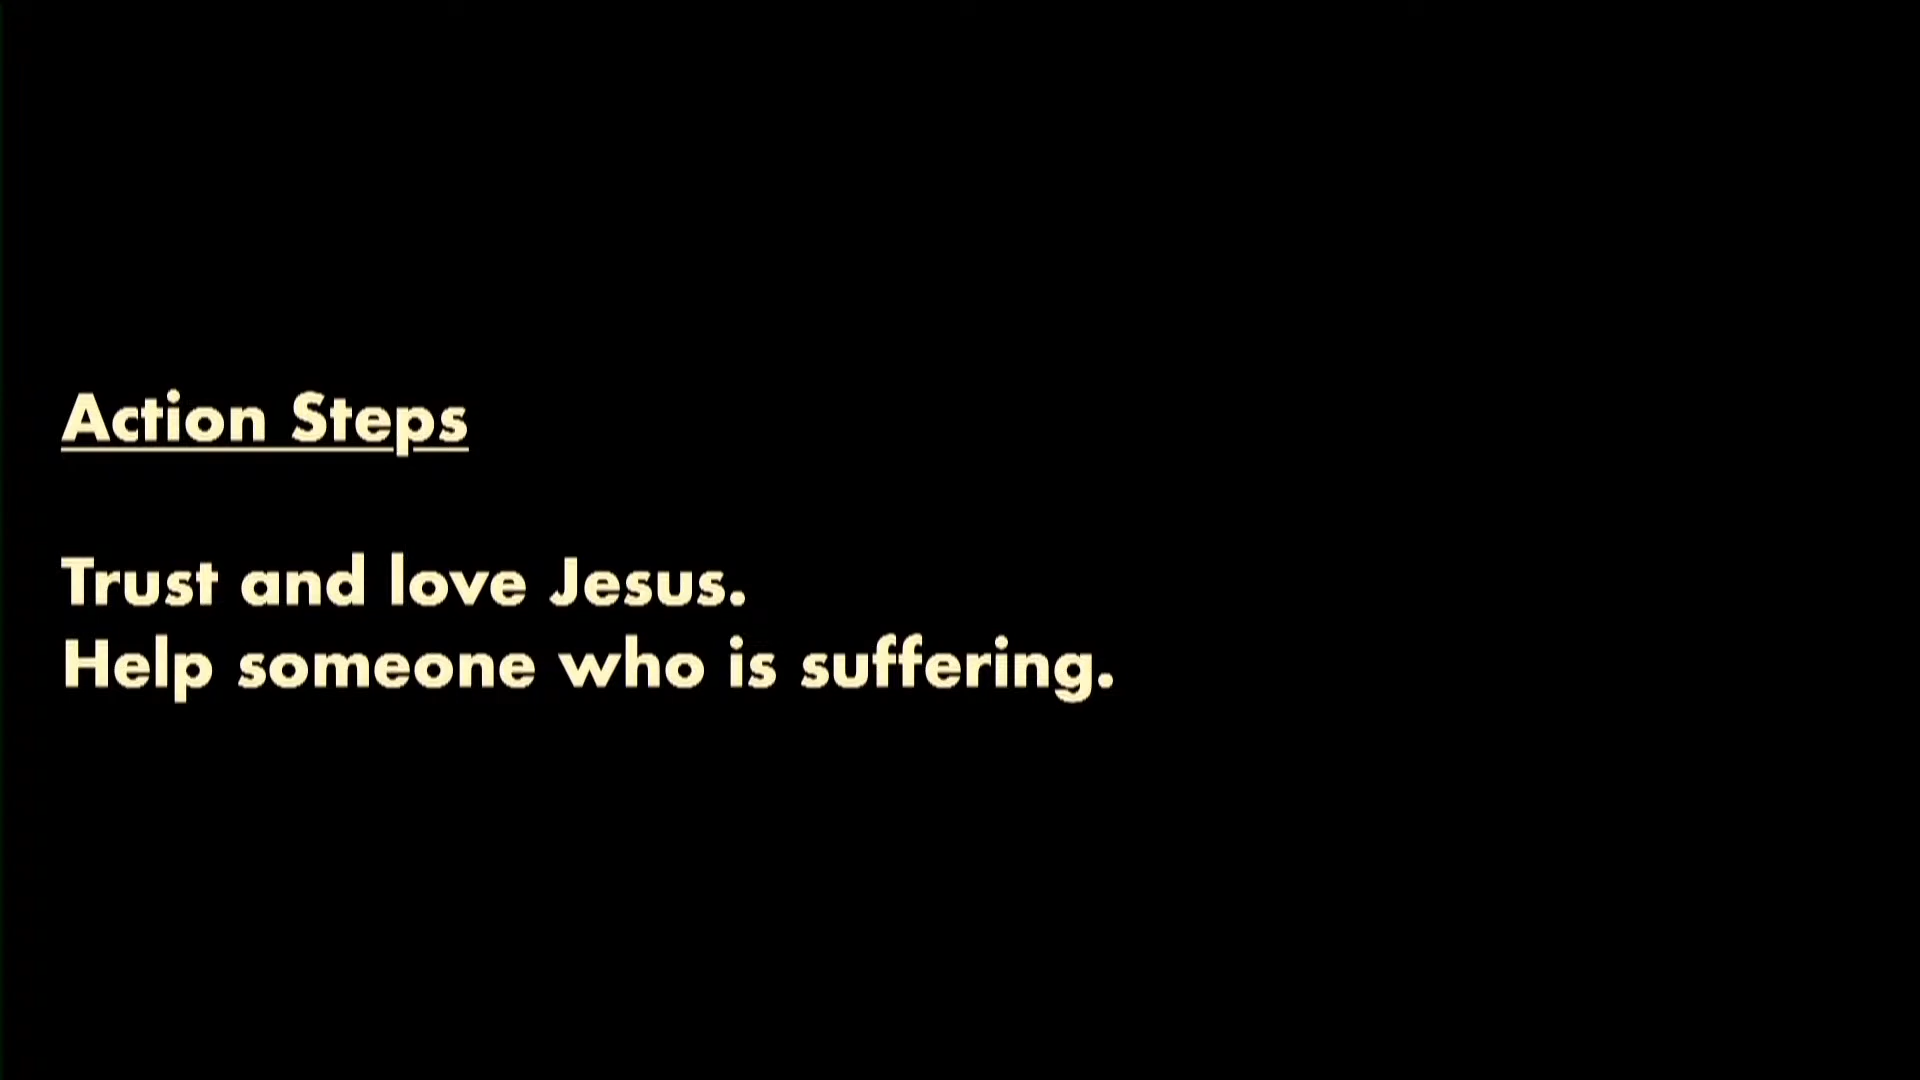 Action Steps
Trust and love Jesus.
Help someone who is suffering.